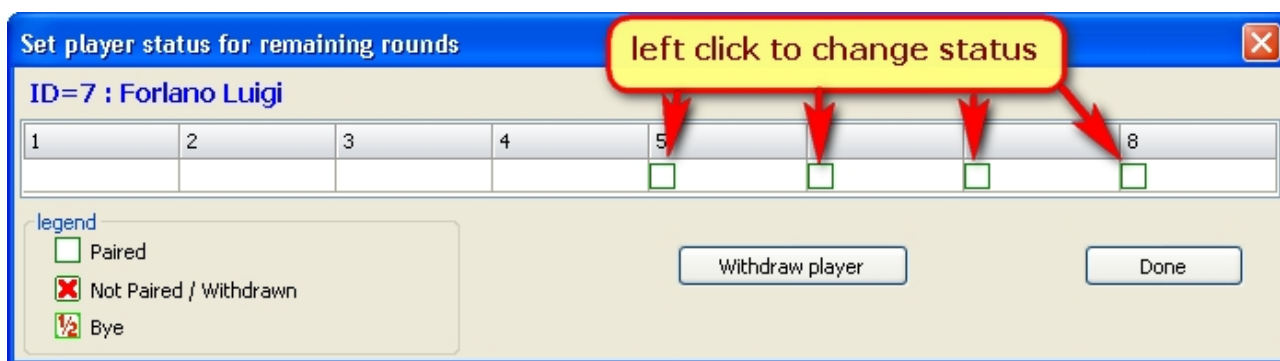 Set player status for remaining rounds
left click to change status
ID=7 : Forlano Luigi
1 2 3 4 5 8
legend
Paired
Not Paired / Withdrawn
½ Bye
Withdraw player
Done